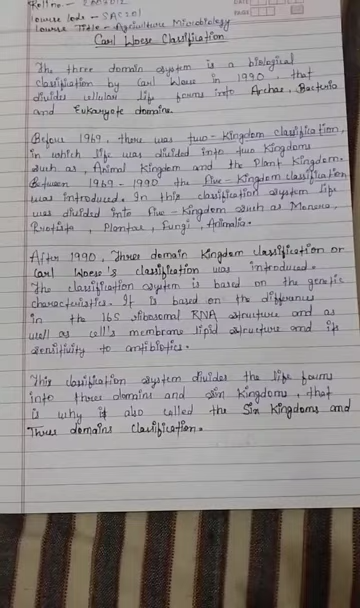 Roll no -
Course Code - SAC201
Course Title - Agriculture Microbiology
Carl Woese Classification
The three domain system is a biological
classification by Carl Woese in 1990, that
divides cellular life forms into Archae, Bacteria
and Eukaryote domains.
Before 1969, there was two-Kingdom classification,
in which life was divided into two Kingdoms
such as, Animal Kingdom and the Plant Kingdom.
Between 1969-1990 the Five-Kingdom classification
was introduced. In this classification system life
was divided into Five-Kingdom such as Monera,
Protista, Plantae, Fungi, Animalia.
After 1990, Three domain Kingdom classification or
Carl Woese's classification was introduced.
The classification system is based on the genetic
characteristics. It is based on the differences
in the 16S ribosomal RNA structure and as
well as cell's membrane lipid structure and its
sensitivity to antibiotics.
This classification system divides the life forms
into three domains and six Kingdoms, that
is why it also called the Six Kingdoms and
Three domains Classification.
DATE
PAGE